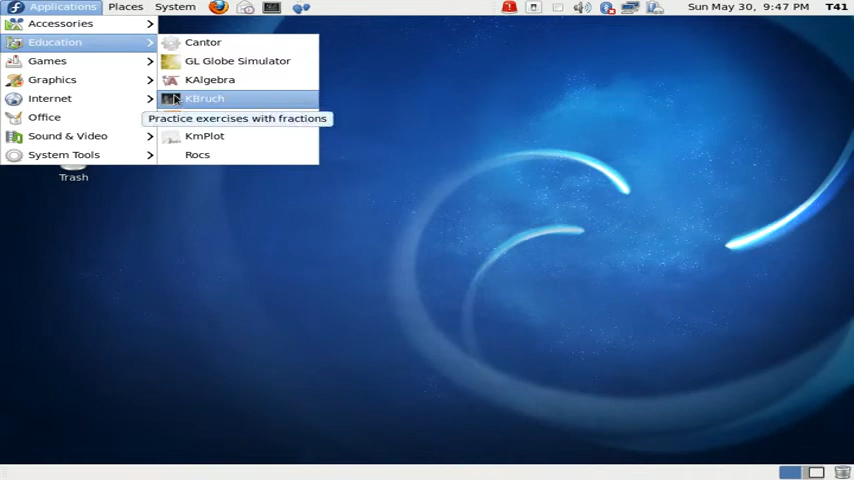 Applications Places System Sun May 30, 9:47 PM T41
Accessories
Education
Games
Graphics
Internet
Office
Sound & Video
System Tools
Cantor
GL Globe Simulator
KAlgebra
KBruch
Practice exercises with fractions
KmPlot
Rocs
Trash